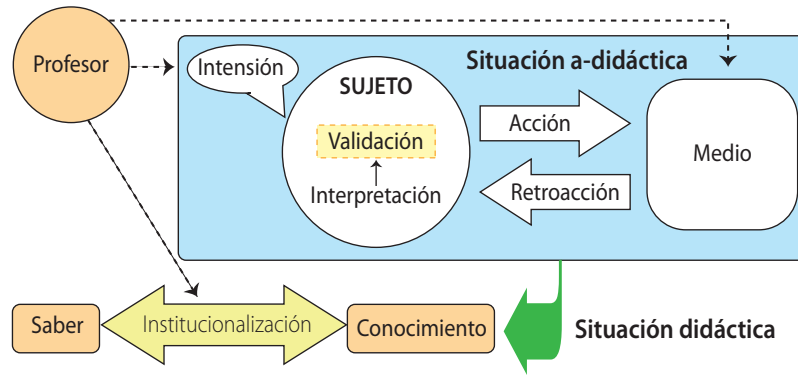 Profesor
Intensión
Situación a-didáctica
SUJETO
Validación
Interpretación
Acción
Retroacción
Medio
Saber
Institucionalización
Conocimiento
Situación didáctica